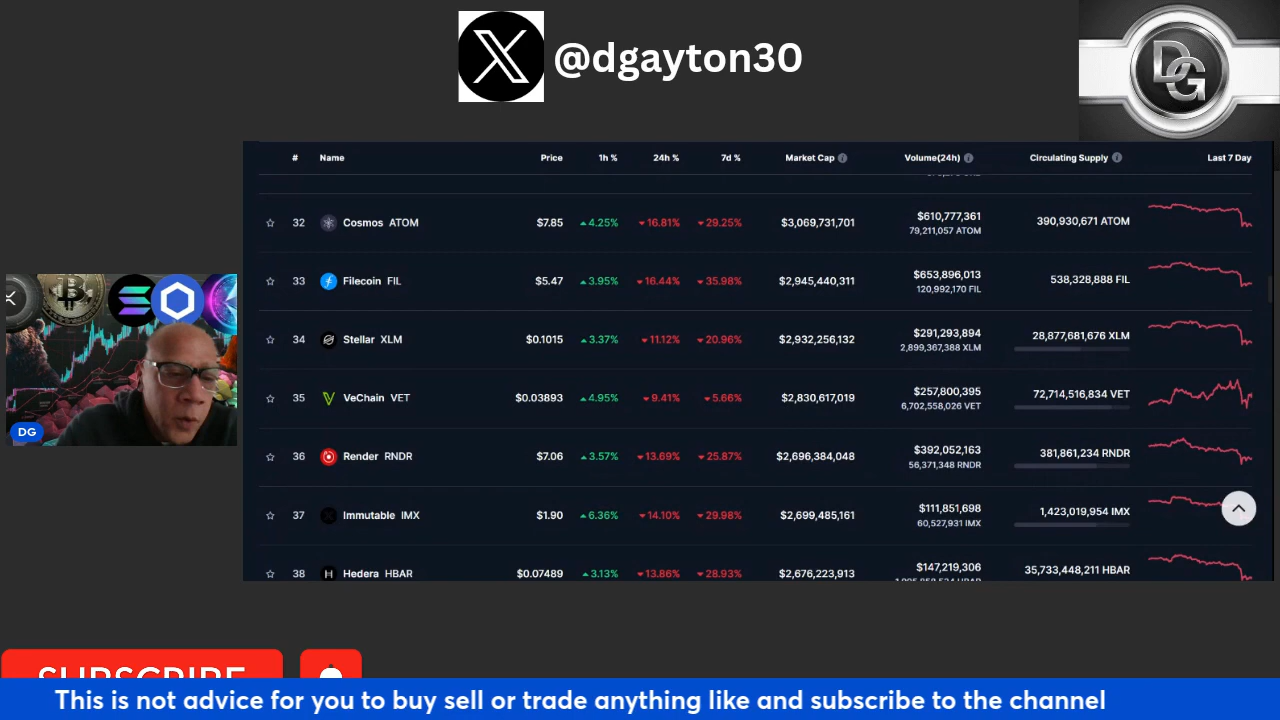 @dgayton30
DG
# Name Price 1h % 24h % 7d % Market Cap Volume(24h) Circulating Supply Last 7 Day
32 Cosmos ATOM $7.85 4.25% 16.81% 29.25% $3,069,731,701 $610,777,361 390,930,671 ATOM
79,211,057 ATOM
33 Filecoin FIL $5.47 3.95% 16.44% 35.98% $2,945,440,311 $653,896,013 538,328,888 FIL
120,992,170 FIL
34 Stellar XLM $0.1015 3.37% 11.12% 20.96% $2,932,256,132 $291,293,894 28,877,681,676 XLM
2,899,367,388 XLM
35 VeChain VET $0.03893 4.95% 9.41% 5.66% $2,830,617,019 $257,800,395 72,714,516,834 VET
6,702,558,026 VET
36 Render RNDR $7.06 3.57% 13.69% 25.87% $2,696,384,048 $392,052,163 381,861,234 RNDR
56,371,348 RNDR
37 Immutable IMX $1.90 6.36% 14.10% 29.98% $2,699,485,161 $111,851,698 1,423,019,954 IMX
60,527,931 IMX
38 Hedera HBAR $0.07489 3.13% 13.86% 28.93% $2,676,223,913 $147,219,306 35,733,448,211 HBAR
DG
SUBSCRIBE
This is not advice for you to buy sell or trade anything like and subscribe to the channel